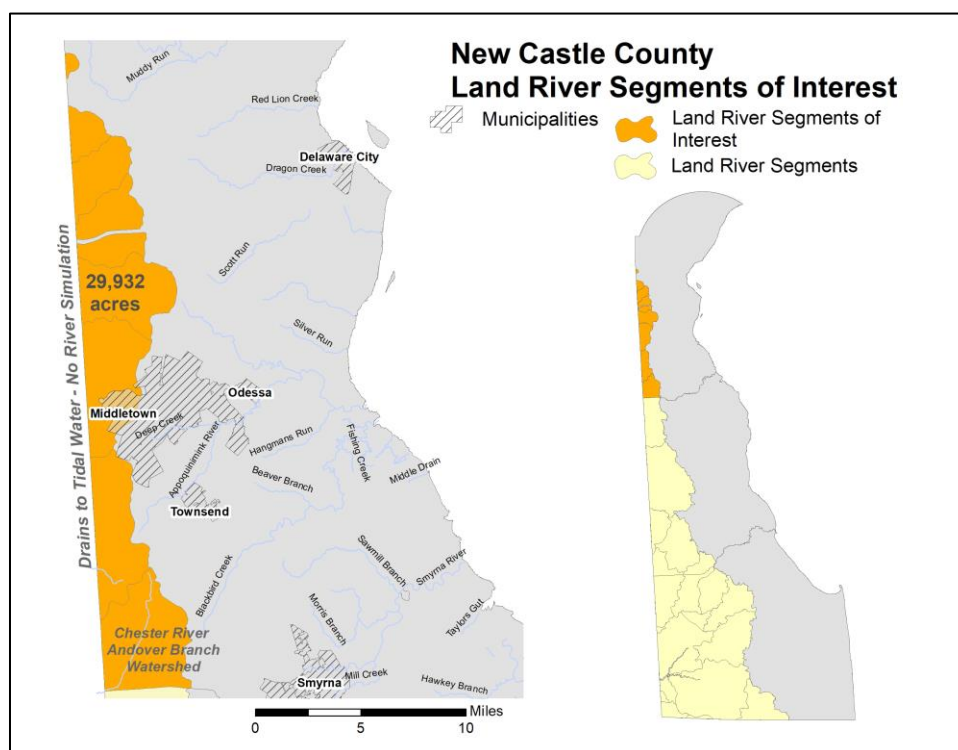 New Castle County
Land River Segments of Interest
Municipalities
Land River Segments of
Interest
Land River Segments
Muddy Run
Red Lion Creek
Delaware City
Dragon Creek
Scott Run
Drains to Tidal Water - No River Simulation
29,932
acres
Silver Run
Odessa
Middletown
Deep Creek
Appoquinimink River
Hangmans Run
Fishing Creek
Beaver Branch
Middle Drain
Townsend
Blackbird Creek
Sawmill Branch
Smyrna River
Morris Branch
Taylors Gut
Chester River
Andover Branch
Watershed
Smyrna
Mill Creek
Hawkey Branch
Miles
0 5 10